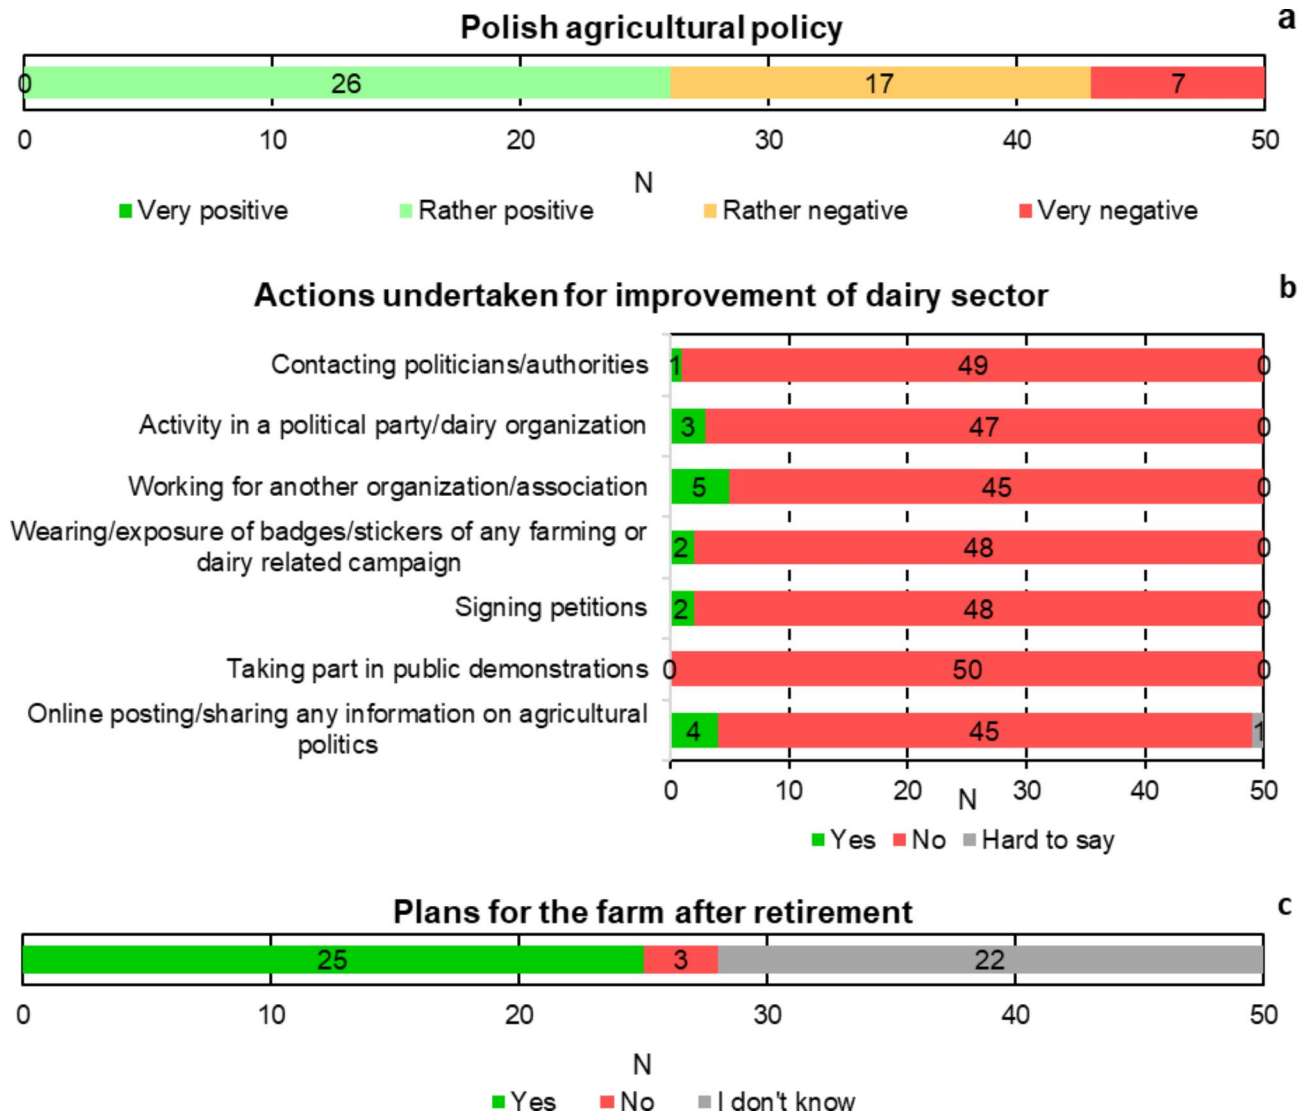 Polish agricultural policy
a
0 26 17 7
0 10 20 30 40 50
N
Very positive Rather positive Rather negative Very negative
Actions undertaken for improvement of dairy sector
b
Contacting politicians/authorities 1 49 0
Activity in a political party/dairy organization 3 47 0
Working for another organization/association 5 45 0
Wearing/exposure of badges/stickers of any farming or
dairy related campaign 2 48 0
Signing petitions 2 48 0
Taking part in public demonstrations 0 50 0
Online posting/sharing any information on agricultural
politics 4 45 1
0 10 20 30 40 50
N
Yes No Hard to say
Plans for the farm after retirement
c
25 3 22
0 10 20 30 40 50
N
Yes No I don't know